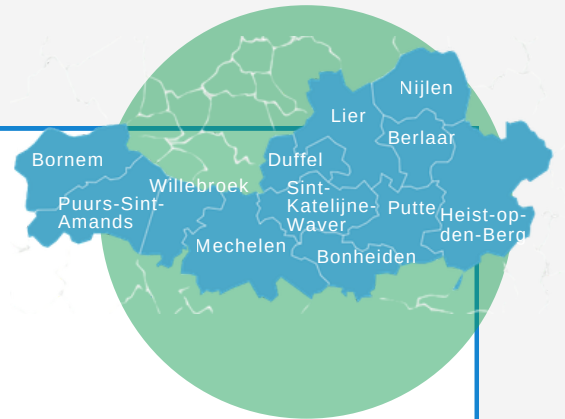 Nijlen
Lier
Berlaar
Bornem
Duffel
Willebroek
Sint-
Katelijne-
Waver
Puurs-Sint-
Amands
Putte
Heist-op-
den-Berg
Mechelen
Bonheiden